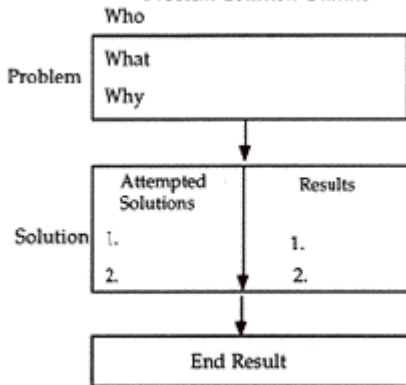 Who
Problem
What
Why
Solution
Attempted
Solutions
1.
2.
Results
1.
2.
End Result